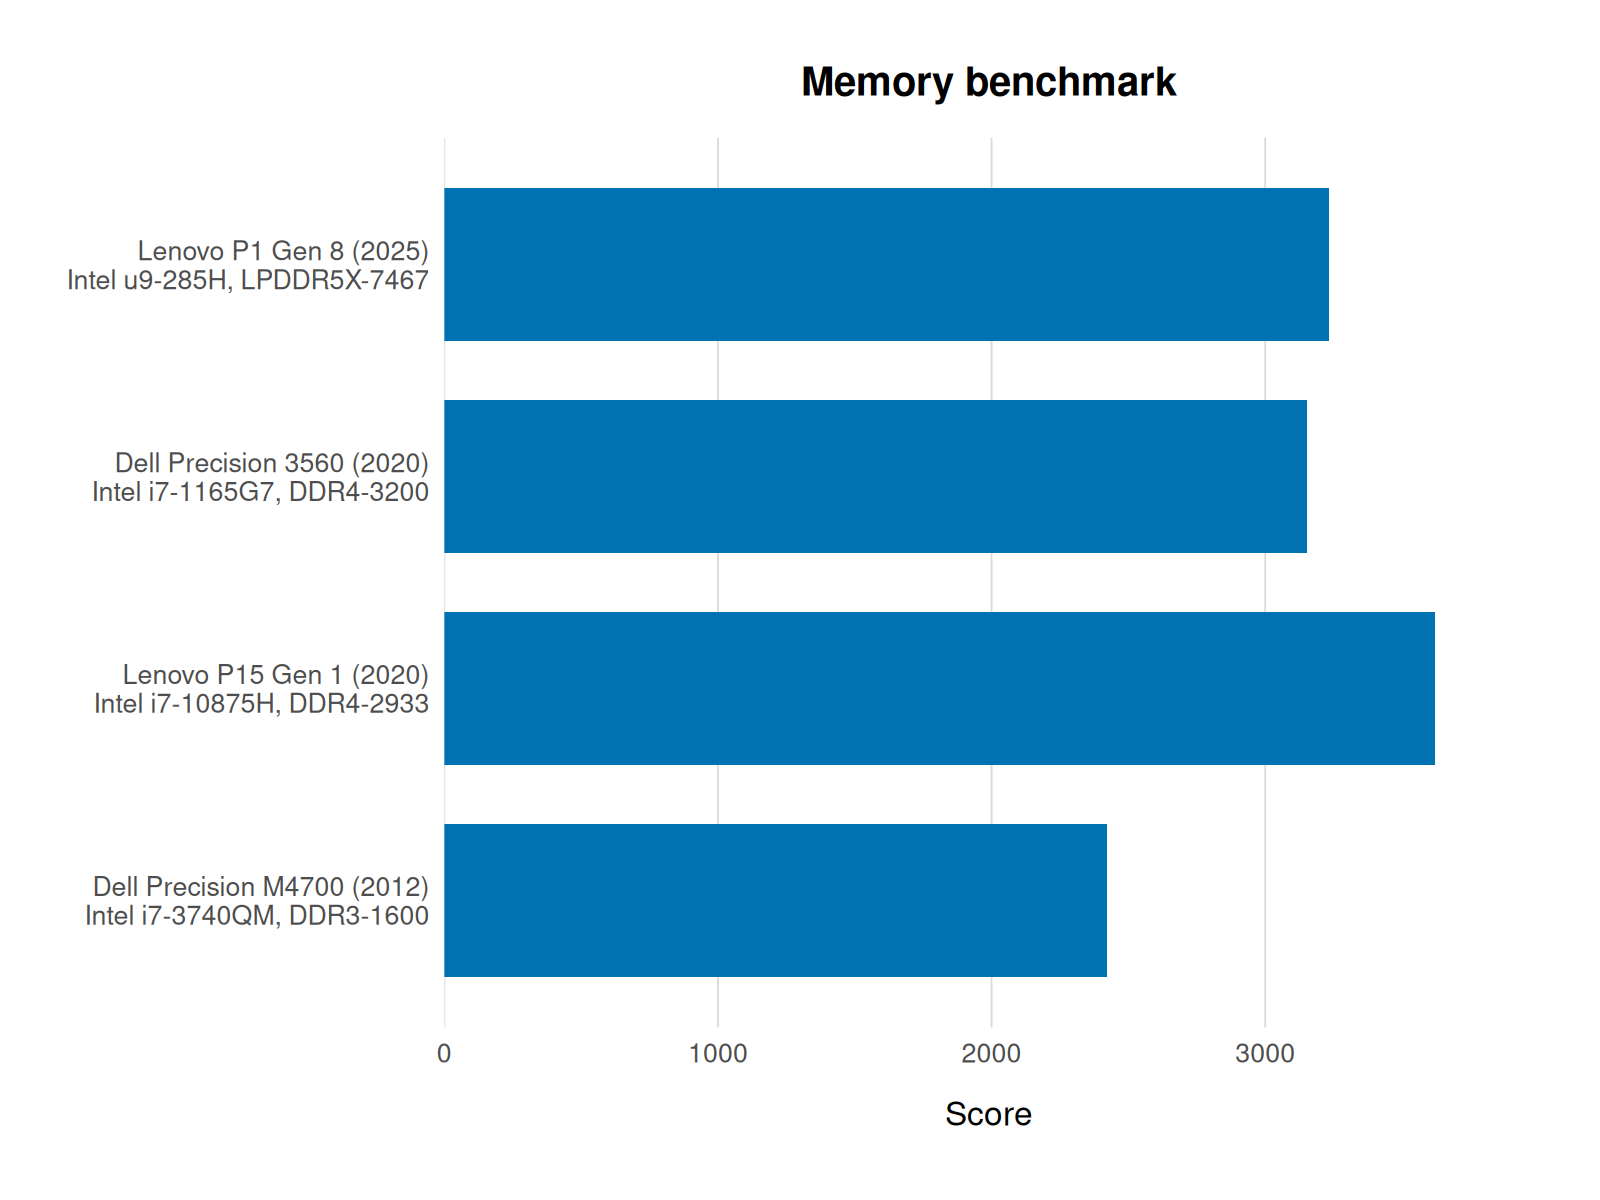 Memory benchmark
Lenovo P1 Gen 8 (2025)
Intel u9-285H, LPDDR5X-7467
Dell Precision 3560 (2020)
Intel i7-1165G7, DDR4-3200
Lenovo P15 Gen 1 (2020)
Intel i7-10875H, DDR4-2933
Dell Precision M4700 (2012)
Intel i7-3740QM, DDR3-1600
0 1000 2000 3000
Score